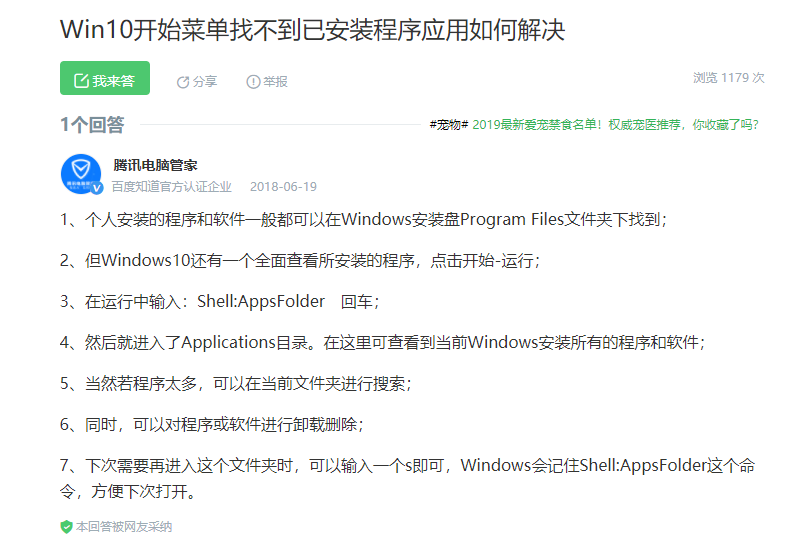 Win10开始菜单找不到已安装程序应用如何解决
我来答 分享 举报 浏览 1179 次
1个回答 #宠物# 2019最新爱宠禁食名单！权威宠医推荐，你收藏了吗？
腾讯电脑管家
百度知道官方认证企业 2018-06-19
1、个人安装的程序和软件一般都可以在Windows安装盘Program Files文件夹下找到；
2、但Windows10还有一个全面查看所安装的程序，点击开始-运行；
3、在运行中输入：Shell:AppsFolder 回车；
4、然后就进入了Applications目录。在这里可查看到当前Windows安装所有的程序和软件；
5、当然若程序太多，可以在当前文件夹进行搜索；
6、同时，可以对程序或软件进行卸载删除；
7、下次需要再进入这个文件夹时，可以输入一个s即可，Windows会记住Shell:AppsFolder这个命
令，方便下次打开。
本回答被网友采纳